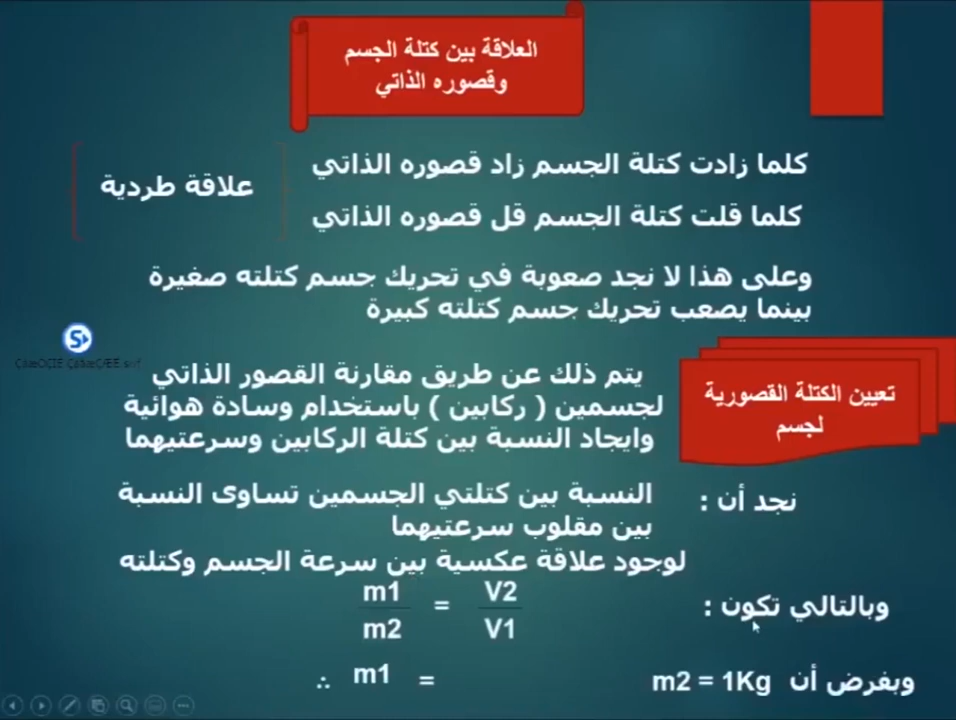 العلاقة بين كتلة الجسم
وقصوره الذاتي
كلما زادت كتلة الجسم زاد قصوره الذاتي
كلما قلت كتلة الجسم قل قصوره الذاتي
علاقة طردية
وعلى هذا لا نجد صعوبة في تحريك جسم كتلته صغيرة
بينما يصعب تحريك جسم كتلته كبيرة
تعيين الكتلة القصورية
لجسم
يتم ذلك عن طريق مقارنة القصور الذاتي
لجسمين ( ركابين ) باستخدام وسادة هوائية
وايجاد النسبة بين كتلة الركابين وسرعتيهما
نجد أن :
النسبة بين كتلتي الجسمين تساوى النسبة
بين مقلوب سرعتيهما
لوجود علاقة عكسية بين سرعة الجسم وكتلته
وبالتالي تكون :
m1 = V2
m2 V1
وبفرض أن m2 = 1Kg
∴ m1 =